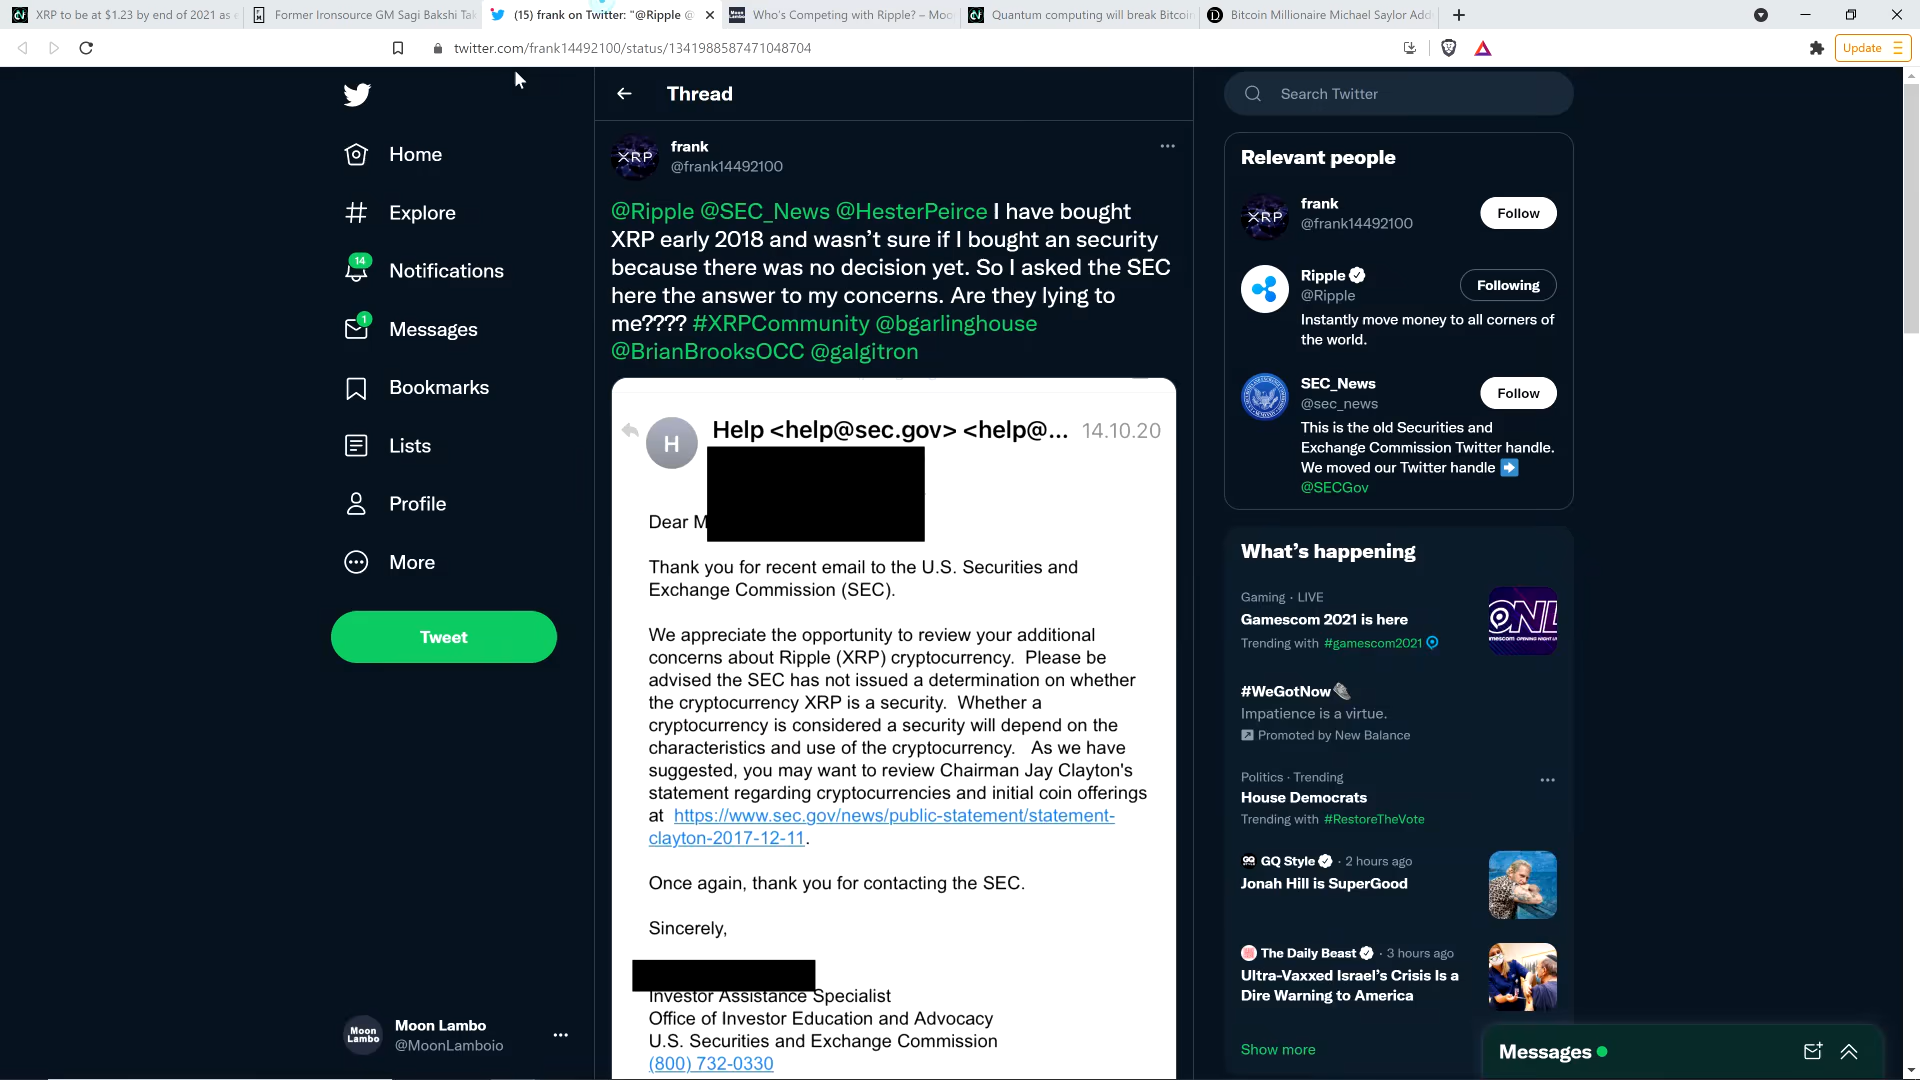 XRP to be at $1.23 by end of 2021 as
Former Ironsource GM Sagi Bakshi Tak
(15) frank on Twitter: "@Ripple @
Who's Competing with Ripple? – Moo
Quantum computing will break Bitcoin
Bitcoin Millionaire Michael Saylor Add
twitter.com/frank14492100/status/1341988587471048704
Update
Home
Explore
14
Notifications
1
Messages
Bookmarks
Lists
Profile
More
Tweet
Moon Lambo
Moon Lambo
@MoonLamboio
Thread
XRP
frank
@frank14492100
@Ripple @SEC_News @HesterPeirce I have bought
XRP early 2018 and wasn't sure if I bought an security
because there was no decision yet. So I asked the SEC
here the answer to my concerns. Are they lying to
me???? #XRPCommunity @bgarlinghouse
@BrianBrooksOCC @galgitron
H
Help <help@sec.gov> <help@... 14.10.20
Dear M
Thank you for recent email to the U.S. Securities and
Exchange Commission (SEC).
We appreciate the opportunity to review your additional
concerns about Ripple (XRP) cryptocurrency. Please be
advised the SEC has not issued a determination on whether
the cryptocurrency XRP is a security. Whether a
cryptocurrency is considered a security will depend on the
characteristics and use of the cryptocurrency. As we have
suggested, you may want to review Chairman Jay Clayton's
statement regarding cryptocurrencies and initial coin offerings
at https://www.sec.gov/news/public-statement/statement-
clayton-2017-12-11.
Once again, thank you for contacting the SEC.
Sincerely,
Investor Assistance Specialist
Office of Investor Education and Advocacy
U.S. Securities and Exchange Commission
(800) 732-0330
Search Twitter
Relevant people
XRP
frank
@frank14492100
Follow
Ripple
@Ripple
Following
Instantly move money to all corners of
the world.
SEC_News
@sec_news
Follow
This is the old Securities and
Exchange Commission Twitter handle.
We moved our Twitter handle
@SECGov
What's happening
Gaming · LIVE
Gamescom 2021 is here
Trending with #gamescom2021
#WeGotNow
Impatience is a virtue.
Promoted by New Balance
Politics · Trending
House Democrats
Trending with #RestoreTheVote
GQ Style · 2 hours ago
Jonah Hill is SuperGood
The Daily Beast · 3 hours ago
Ultra-Vaxxed Israel's Crisis Is a
Dire Warning to America
Show more
Messages